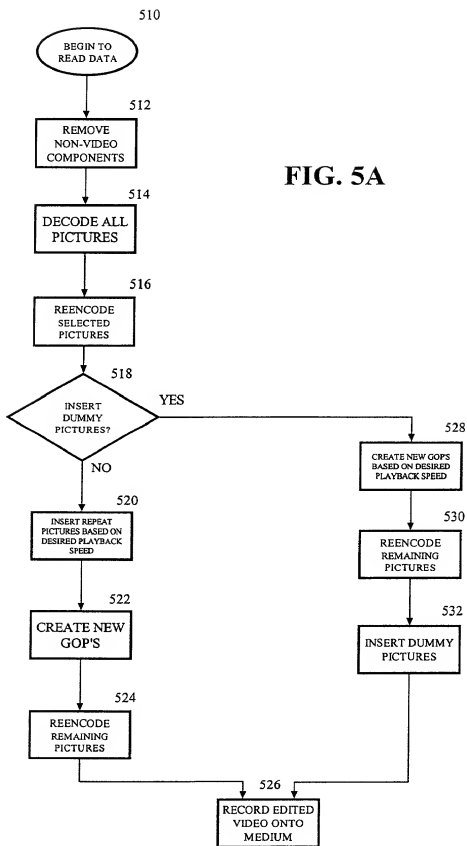 510
BEGIN TO
READ DATA
512
REMOVE
NON-VIDEO
COMPONENTS
FIG. 5A
514
DECODE ALL
PICTURES
516
REENCODE
SELECTED
PICTURES
518
INSERT
DUMMY
PICTURES?
YES
NO
520
INSERT REPEAT
PICTURES BASED ON
DESIRED PLAYBACK
SPEED
522
CREATE NEW
GOP'S
524
REENCODE
REMAINING
PICTURES
528
CREATE NEW GOP'S
BASED ON DESIRED
PLAYBACK SPEED
530
REENCODE
REMAINING
PICTURES
532
INSERT DUMMY
PICTURES
526
RECORD EDITED
VIDEO ONTO
MEDIUM